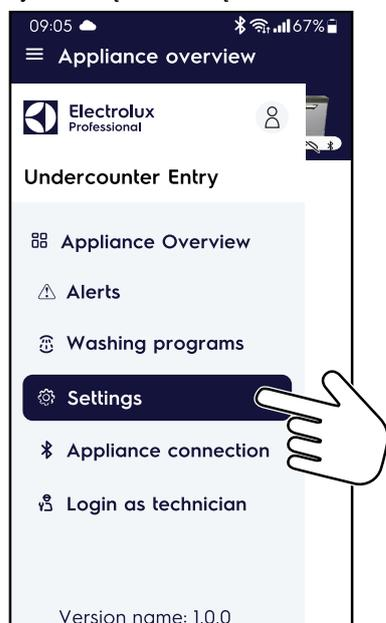 09:05 67%
Appliance overview
Electrolux
Professional
Undercounter Entry
Appliance Overview
Alerts
Washing programs
Settings
Appliance connection
Login as technician
Version name: 1.0.0